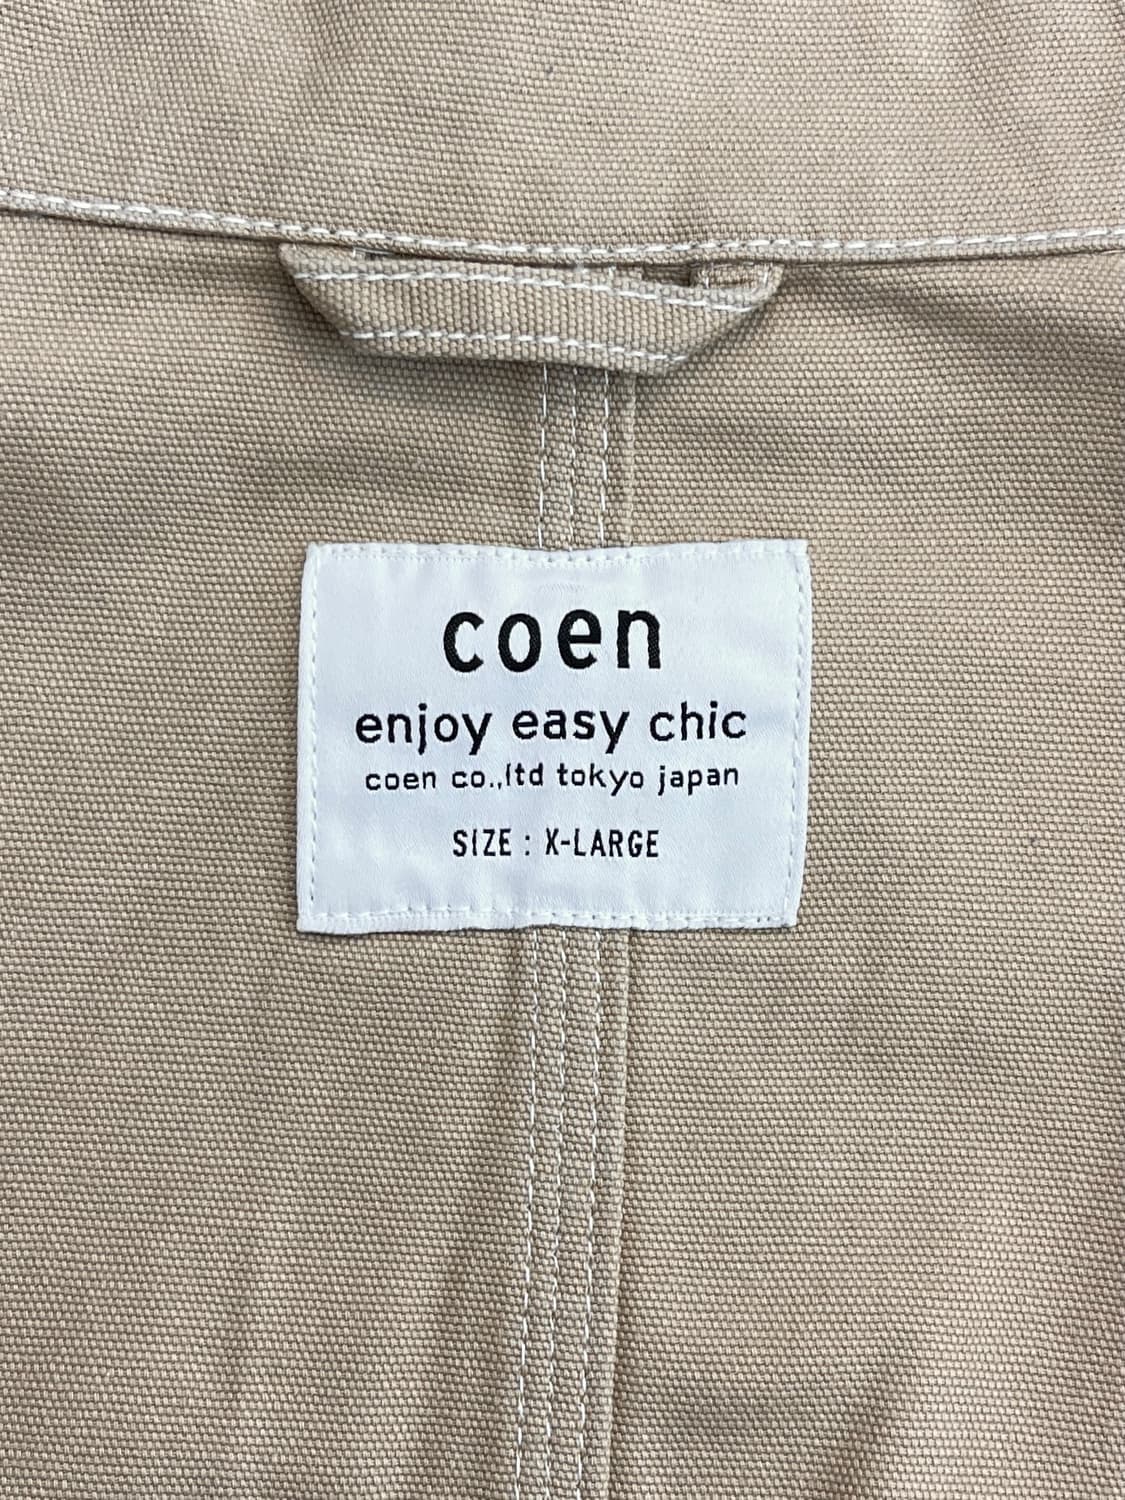 coen
enjoy easy chic
coen co.,ltd tokyo japan
SIZE : X-LARGE